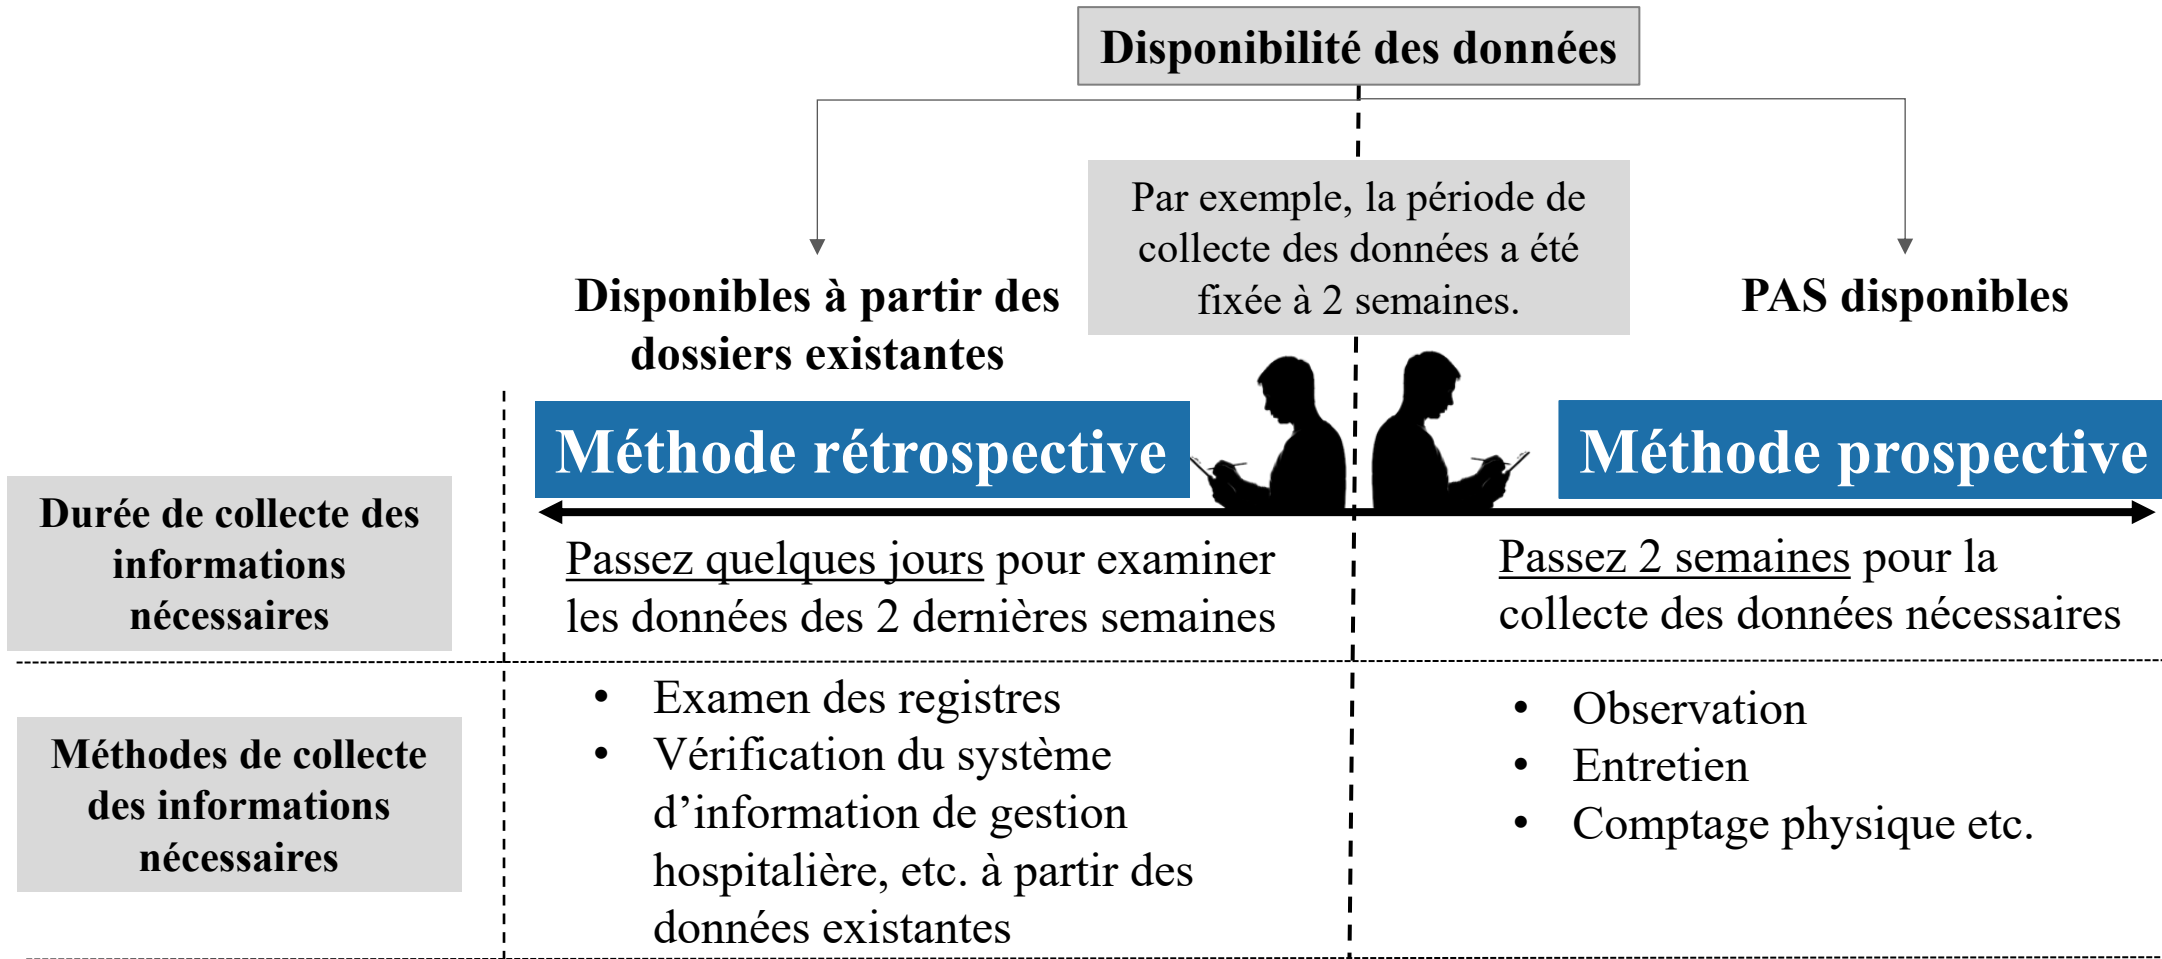 Disponibilité des données
Par exemple, la période de
collecte des données a été
fixée à 2 semaines.
Disponibles à partir des
dossiers existantes
PAS disponibles
Méthode rétrospective
Méthode prospective
Durée de collecte des
informations
nécessaires
Passez quelques jours pour examiner
les données des 2 dernières semaines
Passez 2 semaines pour la
collecte des données nécessaires
Méthodes de collecte
des informations
nécessaires
• Examen des registres
• Vérification du système
d’information de gestion
hospitalière, etc. à partir des
données existantes
• Observation
• Entretien
• Comptage physique etc.